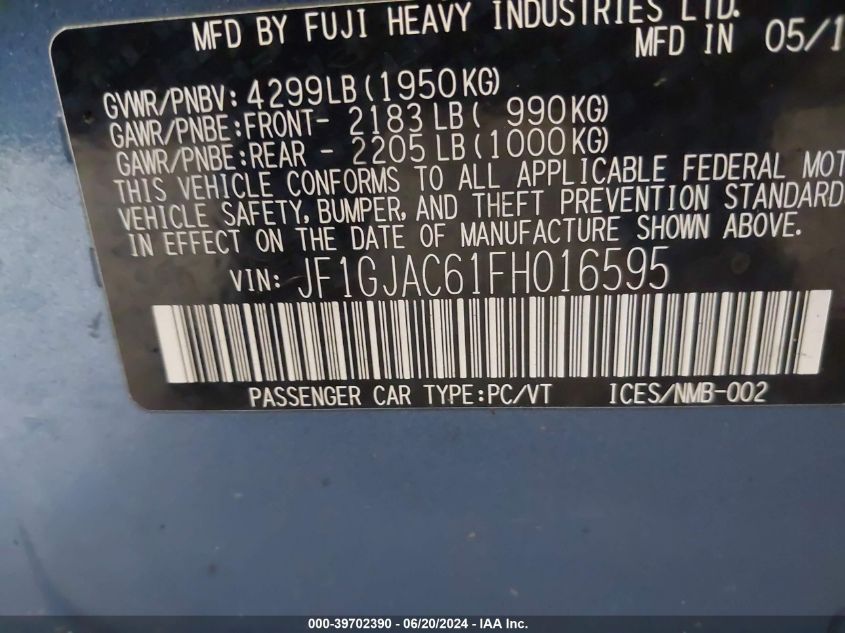 MFD BY FUJI HEAVY INDUSTRIES LTD.
MFD IN 05/1
GVWR/PNBV: 4299LB(1950KG)
GAWR/PNBE:FRONT- 2183LB( 990KG)
GAWR/PNBE:REAR - 2205LB(1000KG)
THIS VEHICLE CONFORMS TO ALL APPLICABLE FEDERAL MOT
VEHICLE SAFETY, BUMPER, AND THEFT PREVENTION STANDARD
IN EFFECT ON THE DATE OF MANUFACTURE SHOWN ABOVE.
VIN: JF1GJAC61FH016595
PASSENGER CAR TYPE:PC/VT ICES/NMB-002
000-39702390 - 06/20/2024 - IAAI, Inc.